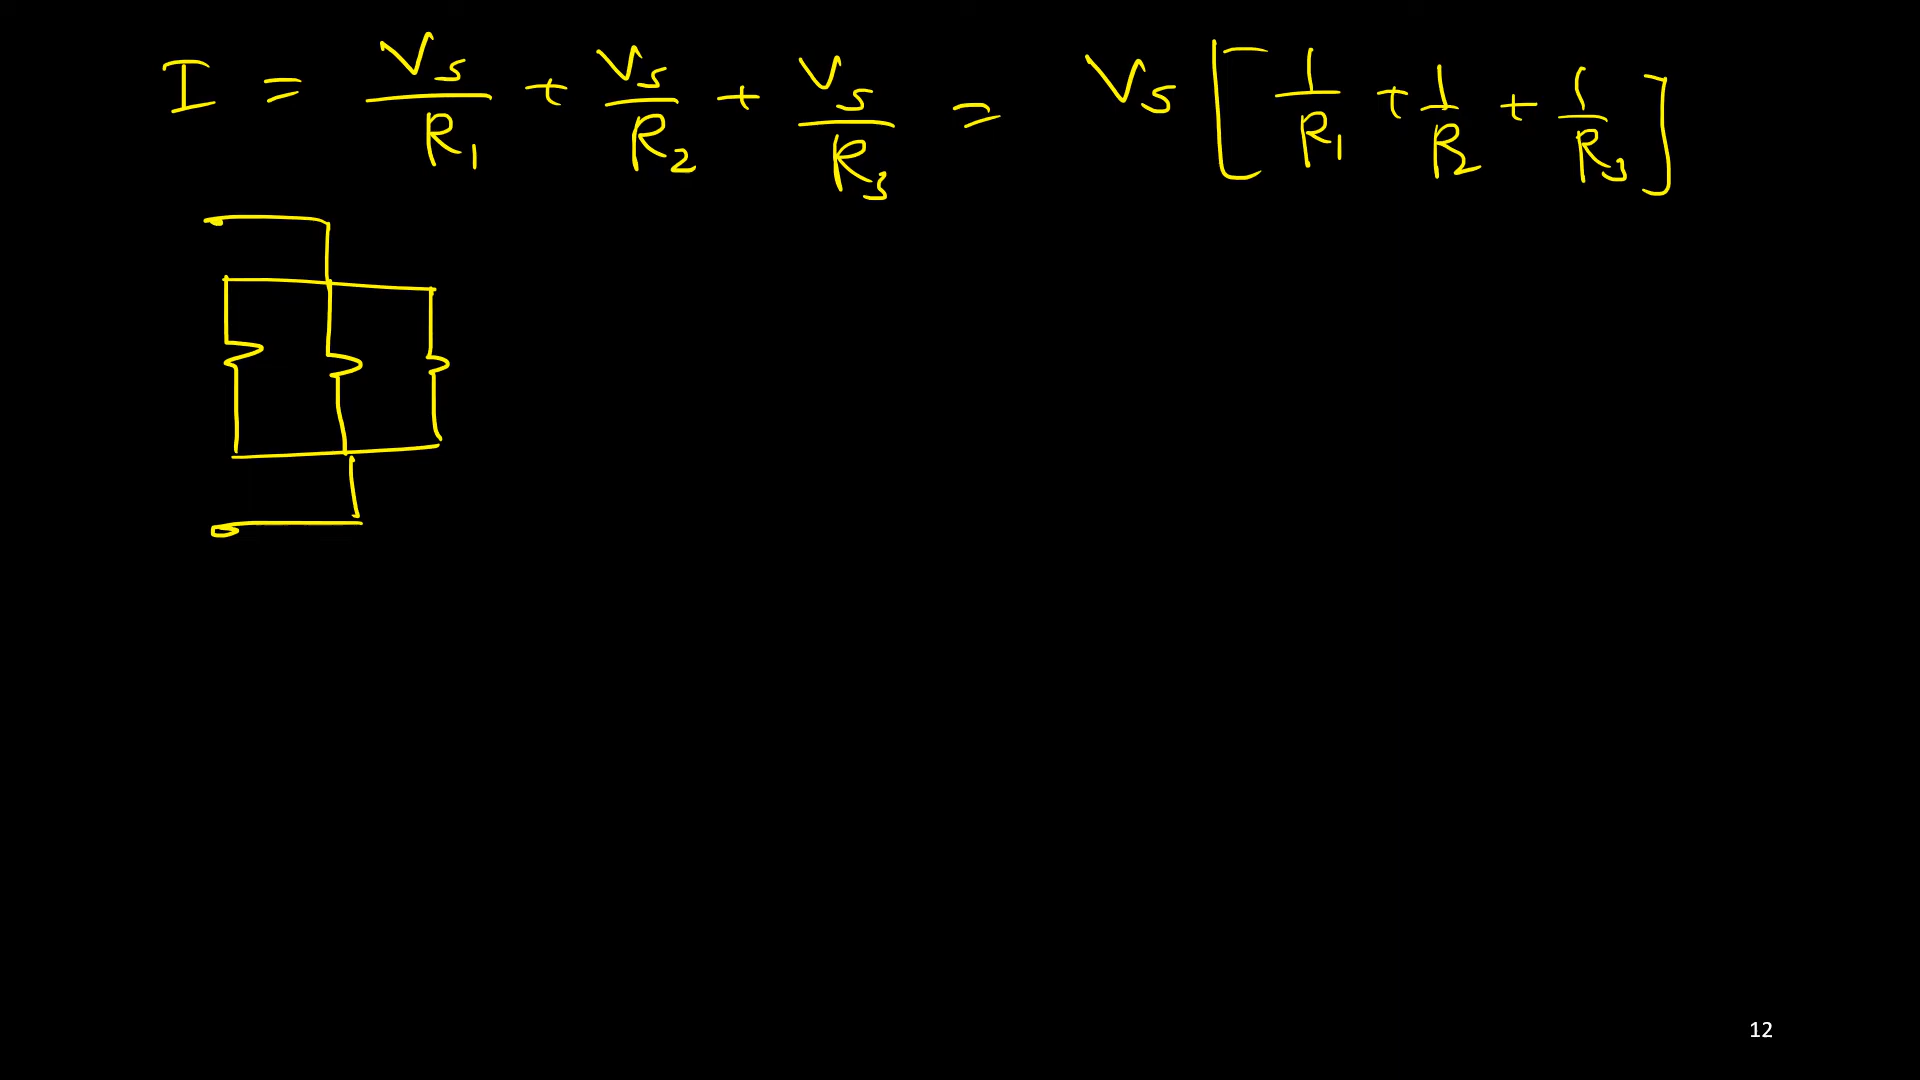 I = Vs/R1 + Vs/R2 + Vs/R3 = Vs [1/R1 + 1/R2 + 1/R3]
12